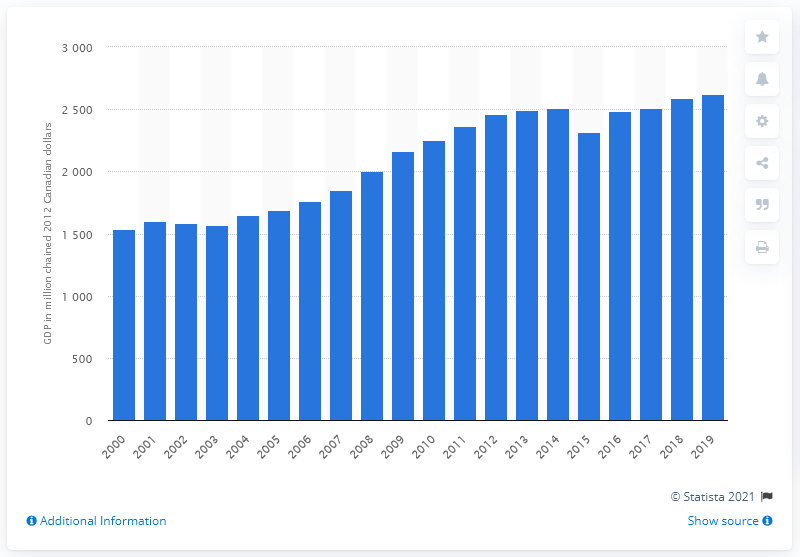 3 000
2 500
2 000
1 500
1 000
500
0
GDP in million chained 2012 Canadian dollars
2000 2001 2002 2003 2004 2005 2006 2007 2008 2009 2010 2011 2012 2013 2014 2015 2016 2017 2018 2019
© Statista 2021
Additional Information
Show source